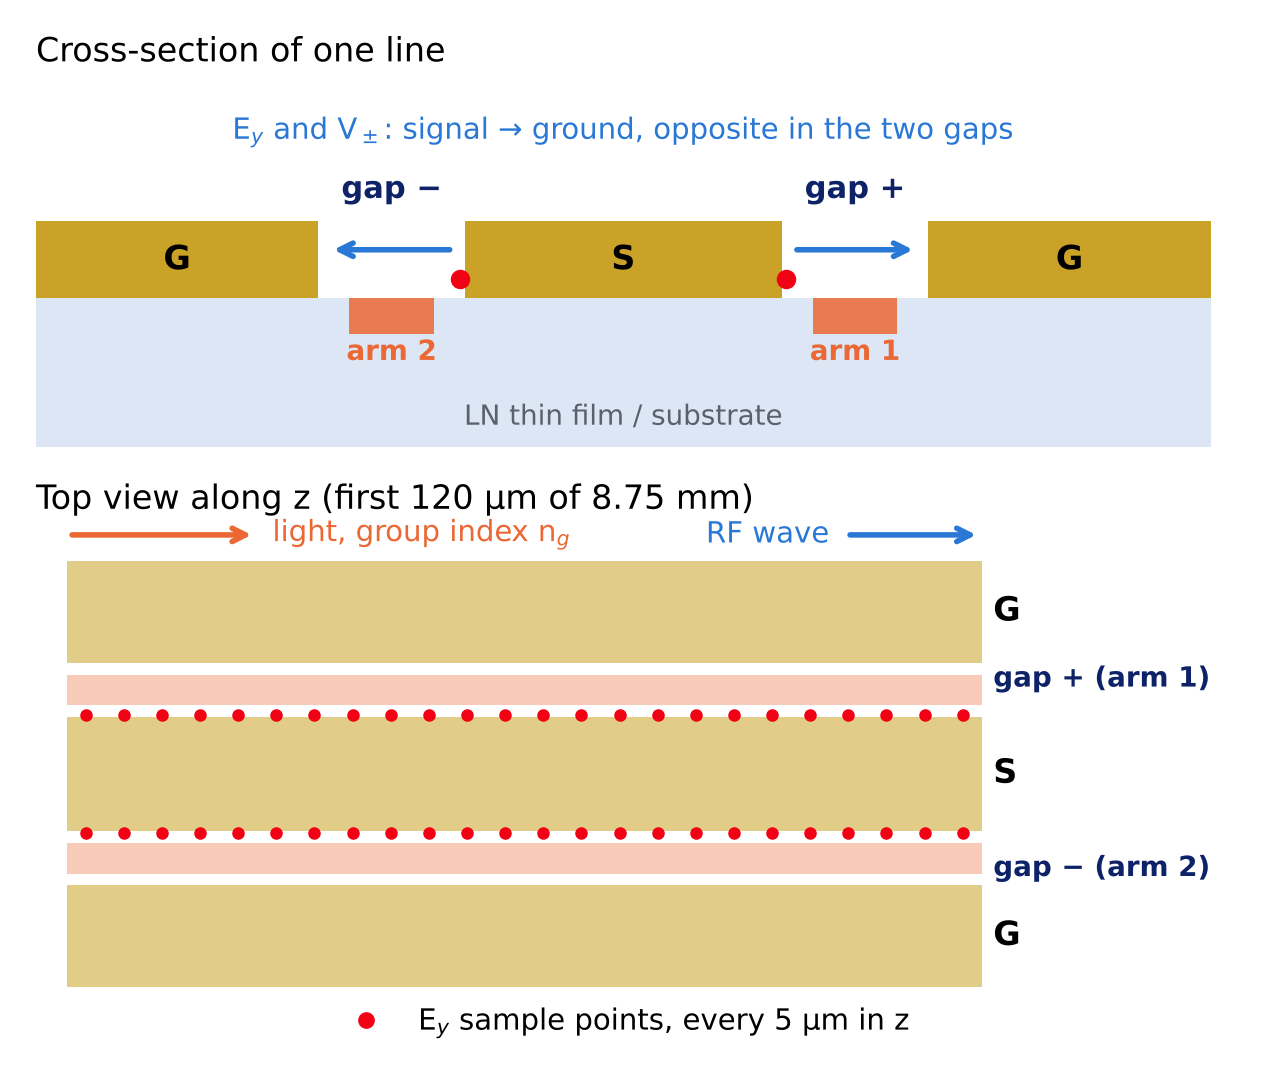 Cross-section of one line
E_y and V_±: signal → ground, opposite in the two gaps
gap −
gap +
G
S
G
arm 2
arm 1
LN thin film / substrate
Top view along z (first 120 µm of 8.75 mm)
light, group index n_g
RF wave
G
gap + (arm 1)
S
gap − (arm 2)
G
E_y sample points, every 5 µm in z